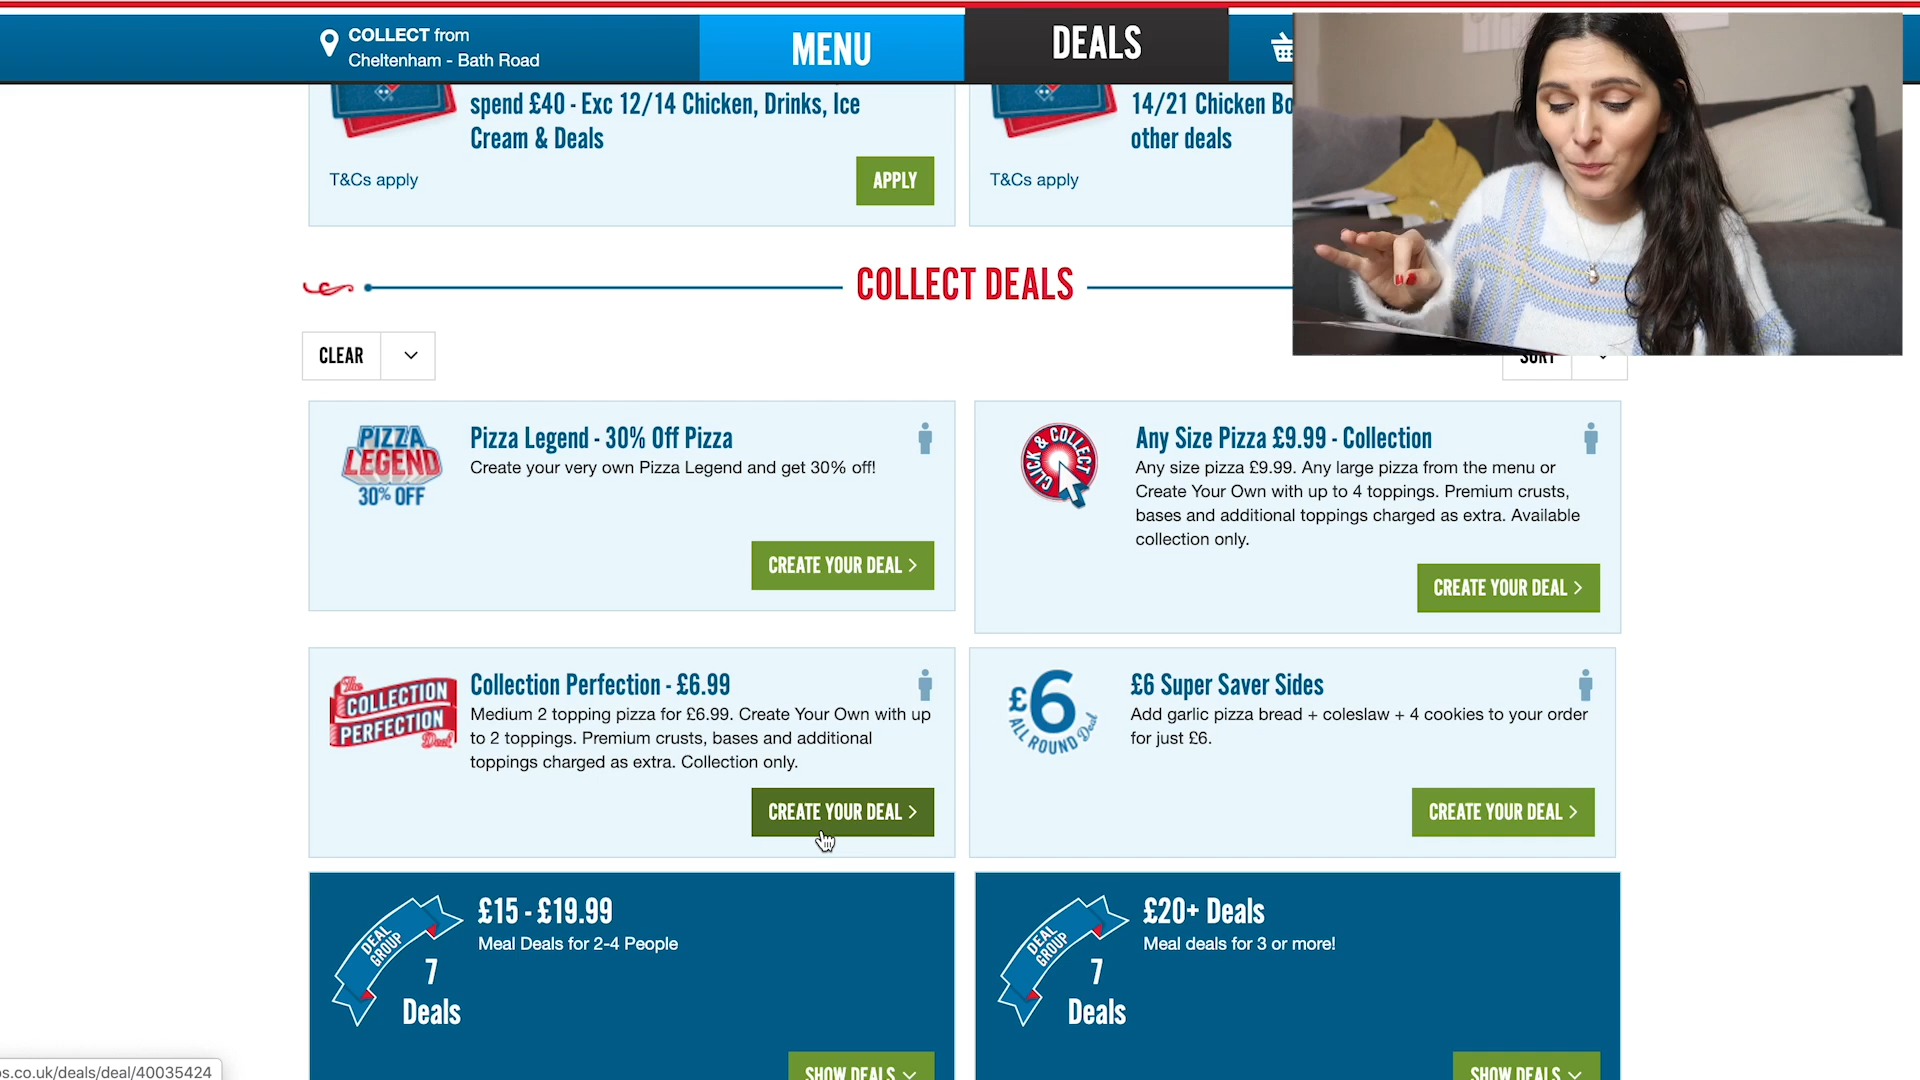 COLLECT from
Cheltenham - Bath Road
MENU
DEALS
spend £40 - Exc 12/14 Chicken, Drinks, Ice
Cream & Deals
T&Cs apply
APPLY
14/21 Chicken Bo
other deals
T&Cs apply
COLLECT DEALS
CLEAR
SORT
PIZZA
LEGEND
30% OFF
Pizza Legend - 30% Off Pizza
Create your very own Pizza Legend and get 30% off!
CREATE YOUR DEAL >
CLICK & COLLECT
Any Size Pizza £9.99 - Collection
Any size pizza £9.99. Any large pizza from the menu or
Create Your Own with up to 4 toppings. Premium crusts,
bases and additional toppings charged as extra. Available
collection only.
CREATE YOUR DEAL >
The
COLLECTION
PERFECTION
Deal
Collection Perfection - £6.99
Medium 2 topping pizza for £6.99. Create Your Own with up
to 2 toppings. Premium crusts, bases and additional
toppings charged as extra. Collection only.
CREATE YOUR DEAL >
£6
ALL ROUND Deal
£6 Super Saver Sides
Add garlic pizza bread + coleslaw + 4 cookies to your order
for just £6.
CREATE YOUR DEAL >
DEAL
GROUP
7
Deals
£15 - £19.99
Meal Deals for 2-4 People
SHOW DEALS
DEAL
GROUP
7
Deals
£20+ Deals
Meal deals for 3 or more!
SHOW DEALS
os.co.uk/deals/deal/40035424